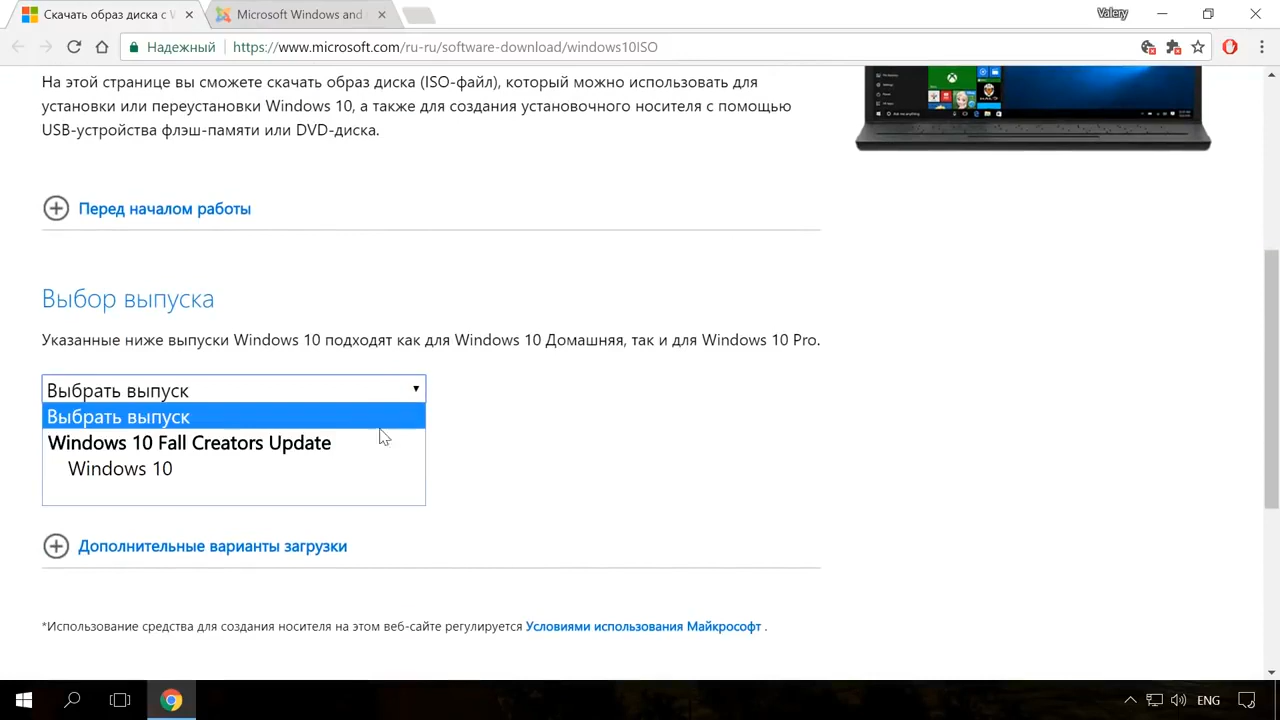 Скачать образ диска с W
Microsoft Windows and
Valery
Надежный
https://www.microsoft.com/ru-ru/software-download/windows10ISO
На этой страницы вы сможете скачать образ диска (ISO-файл), который можно использовать для
установки или переустановки Windows 10, а также для создания установочного носителя с помощью
USB-устройства флэш-памяти или DVD-диска.
Перед началом работы
Выбор выпуска
Указанные ниже выпуски Windows 10 подходят как для Windows 10 Домашняя, так и для Windows 10 Pro.
Выбрать выпуск
Выбрать выпуск
Windows 10 Fall Creators Update
Windows 10
Дополнительные варианты загрузки
*Использование средства для создания носителя на этом веб-сайте регулируется Условиями использования Майкрософт .
ENG